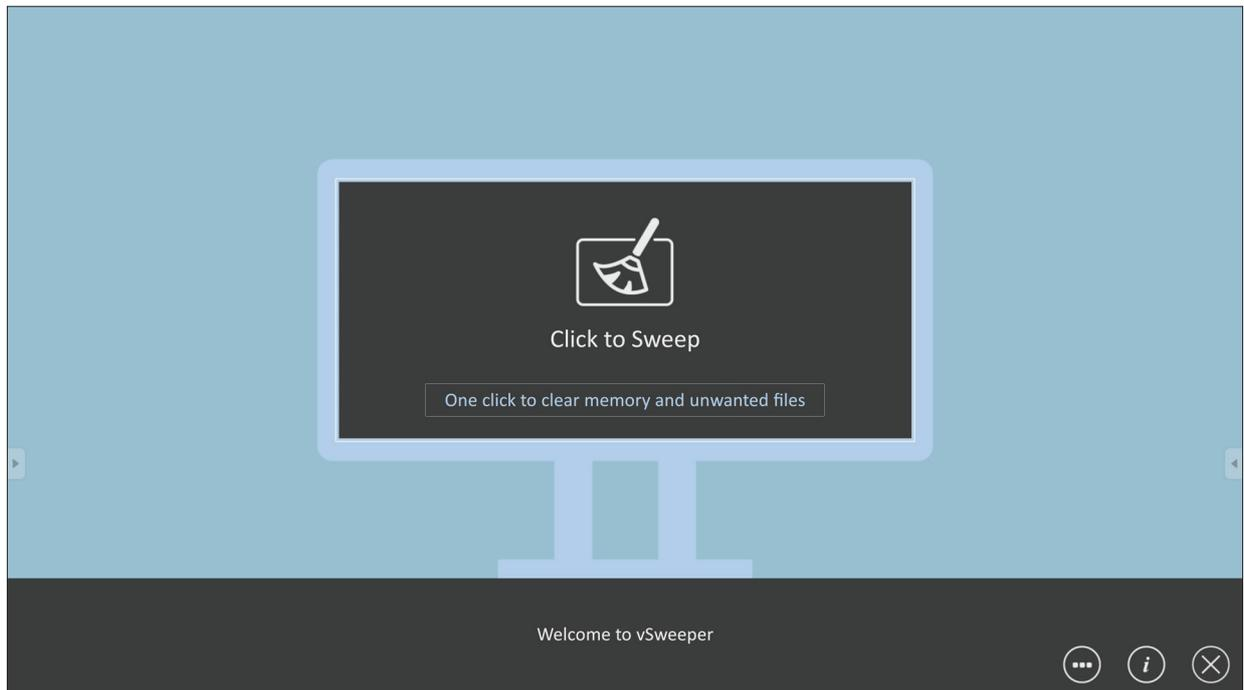 Click to Sweep
One click to clear memory and unwanted files
Welcome to vSweeper
i